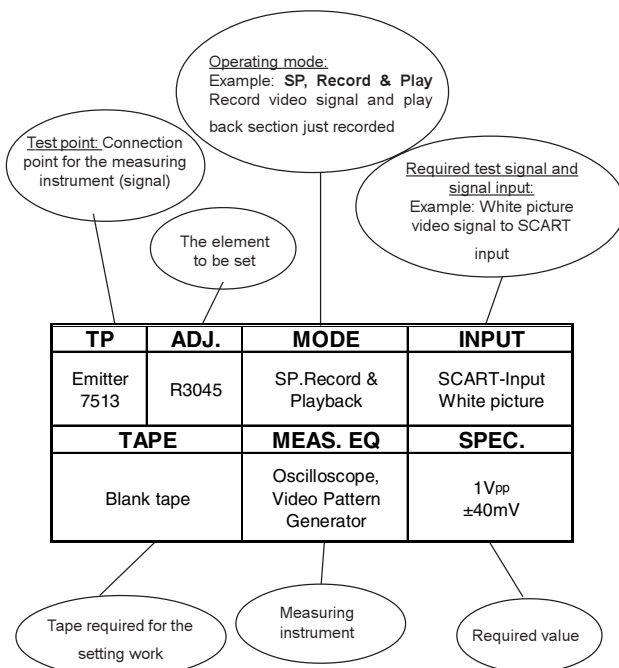 Operating mode:
Example: SP, Record & Play
Record video signal and play
back section just recorded
Test point: Connection
point for the measuring
instrument (signal)
Required test signal and
signal input:
Example: White picture
video signal to SCART
input
The element
to be set
TP ADJ. MODE INPUT
Emitter
7513
R3045
SP.Record &
Playback
SCART-Input
White picture
TAPE MEAS. EQ SPEC.
Blank tape
Oscilloscope,
Video Pattern
Generator
1Vpp
±40mV
Tape required for the
setting work
Measuring
instrument
Required value